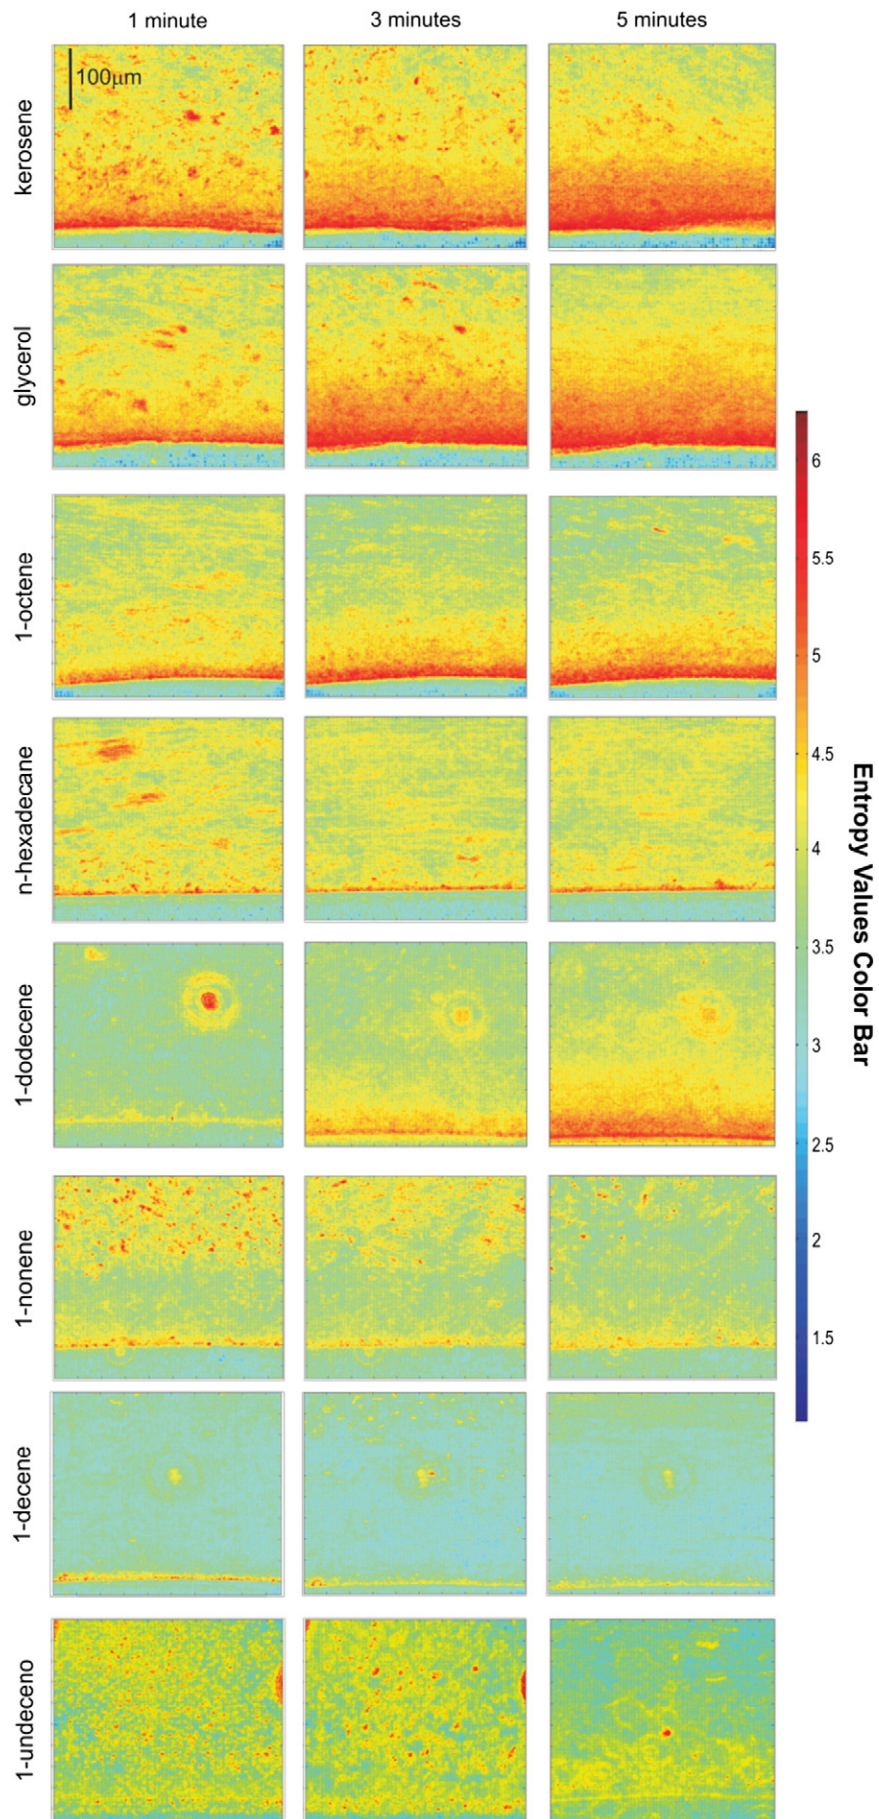 1 minute 3 minutes 5 minutes
100μm
kerosene
glycerol
1-octene
n-hexadecane
1-dodecene
1-nonene
1-decene
1-undeceno
6
5.5
5
4.5
4
3.5
3
2.5
2
1.5
Entropy Values Color Bar